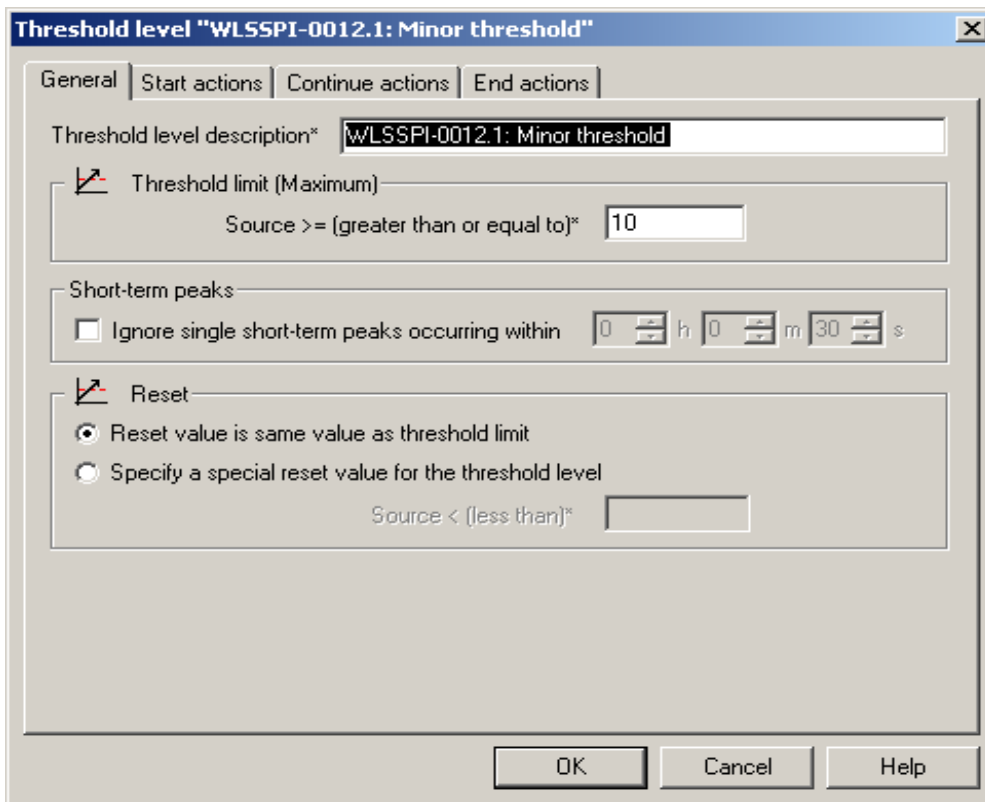 Threshold level "WLSSPI-0012.1: Minor threshold"
General Start actions Continue actions End actions
Threshold level description* WLSSPI-0012.1: Minor threshold
Threshold limit (Maximum)
Source >= (greater than or equal to)* 10
Short-term peaks
Ignore single short-term peaks occurring within 0 h 0 m 30 s
Reset
Reset value is same value as threshold limit
Specify a special reset value for the threshold level
Source < (less than)*
OK Cancel Help